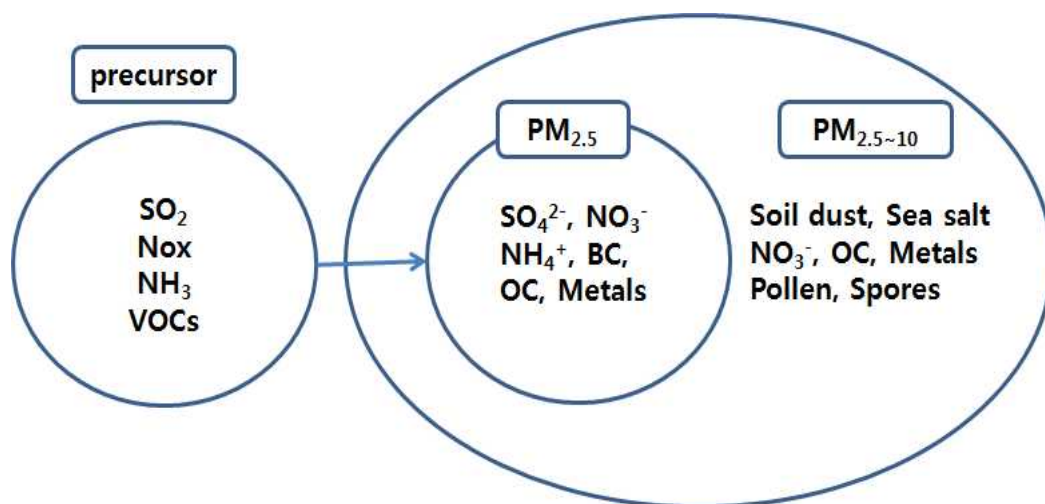 precursor
SO₂
Nox
NH₃
VOCs
PM₂.₅
SO₄²⁻, NO₃⁻
NH₄⁺, BC,
OC, Metals
PM₂.₅~₁₀
Soil dust, Sea salt
NO₃⁻, OC, Metals
Pollen, Spores